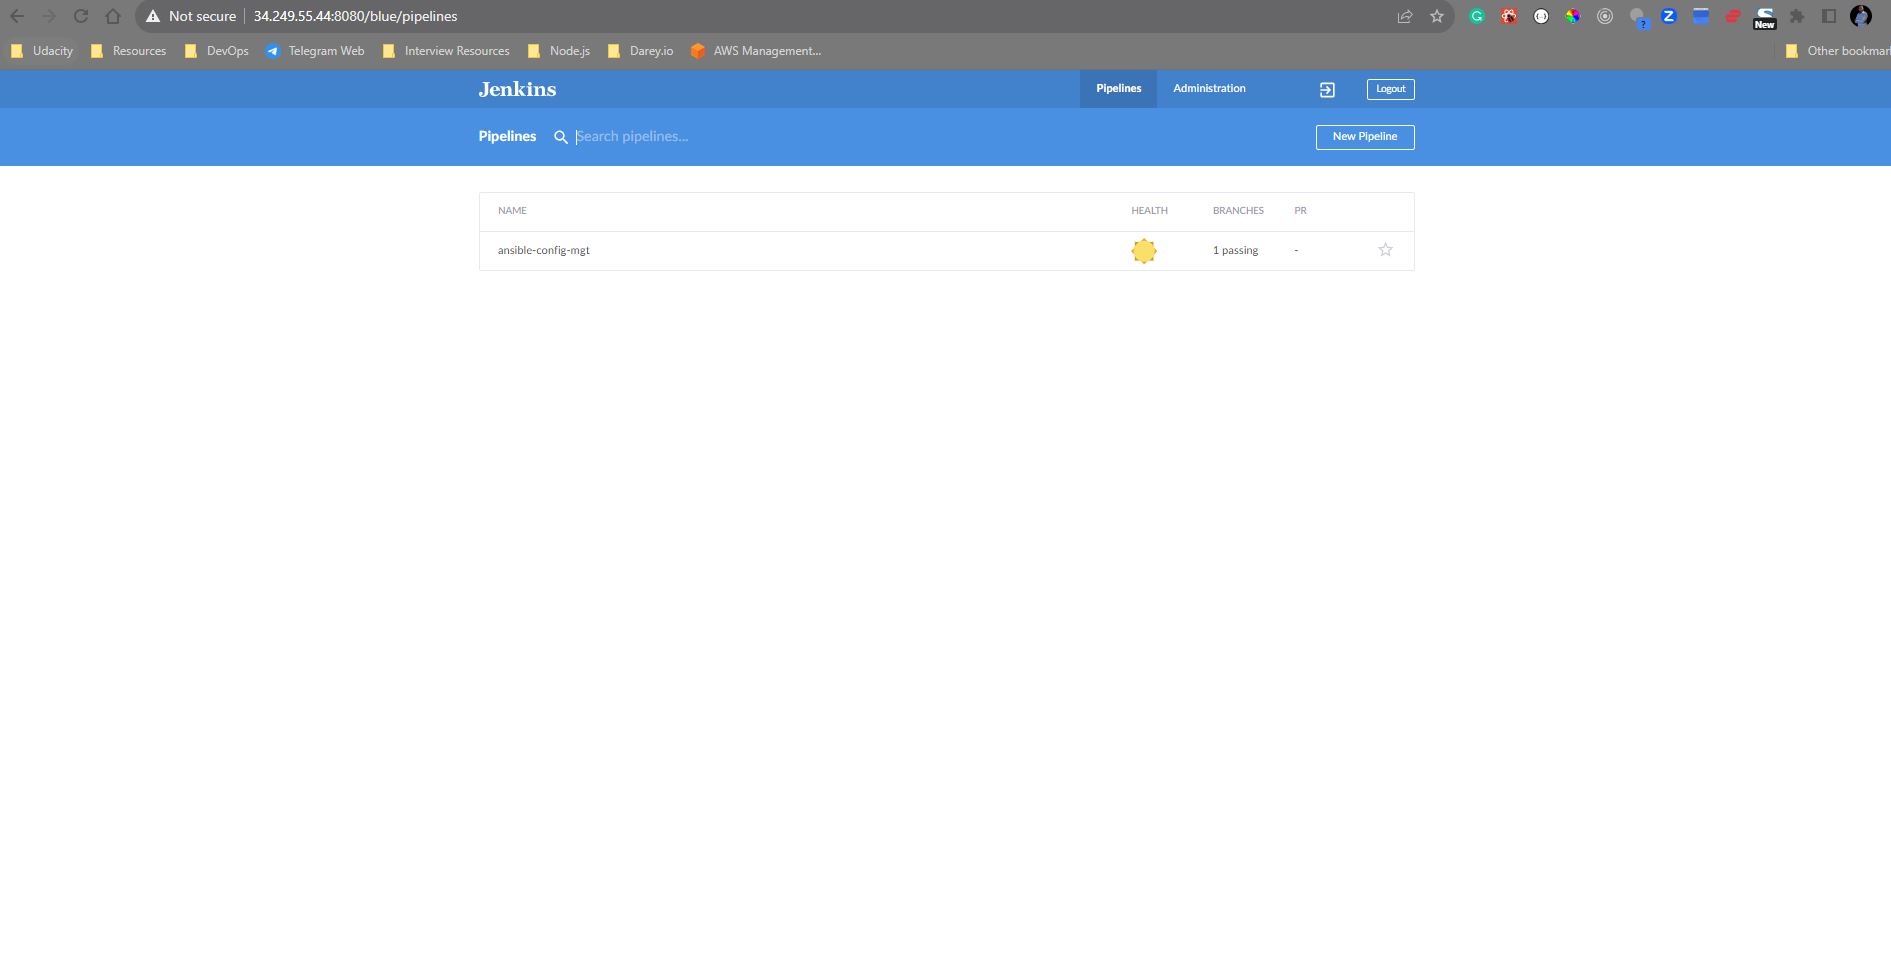 Not secure 34.249.55.44:8080/blue/pipelines New
Udacity Resources DevOps Telegram Web Interview Resources Node.js Darey.io AWS Management... Other bookmar
Jenkins Pipelines Administration Logout
Pipelines Search pipelines... New Pipeline
NAME HEALTH BRANCHES PR
ansible-config-mgt 1 passing -